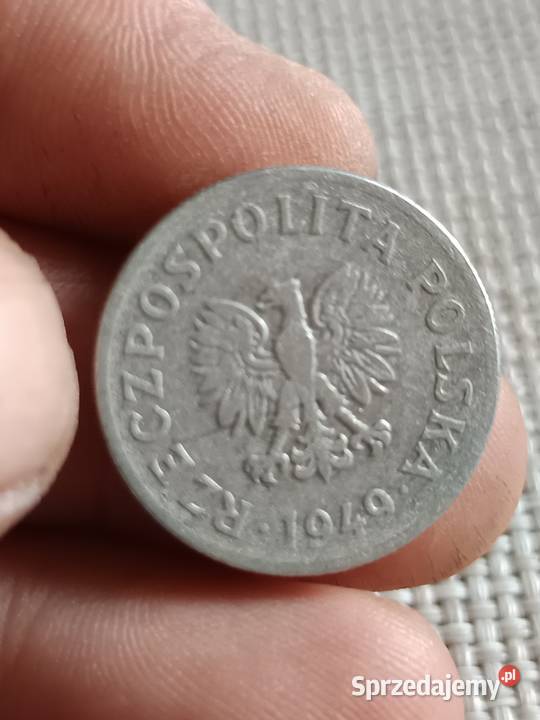 RZECZPOSPOLITA POLSKA · 1949 ·
Sprzedajemy.pl